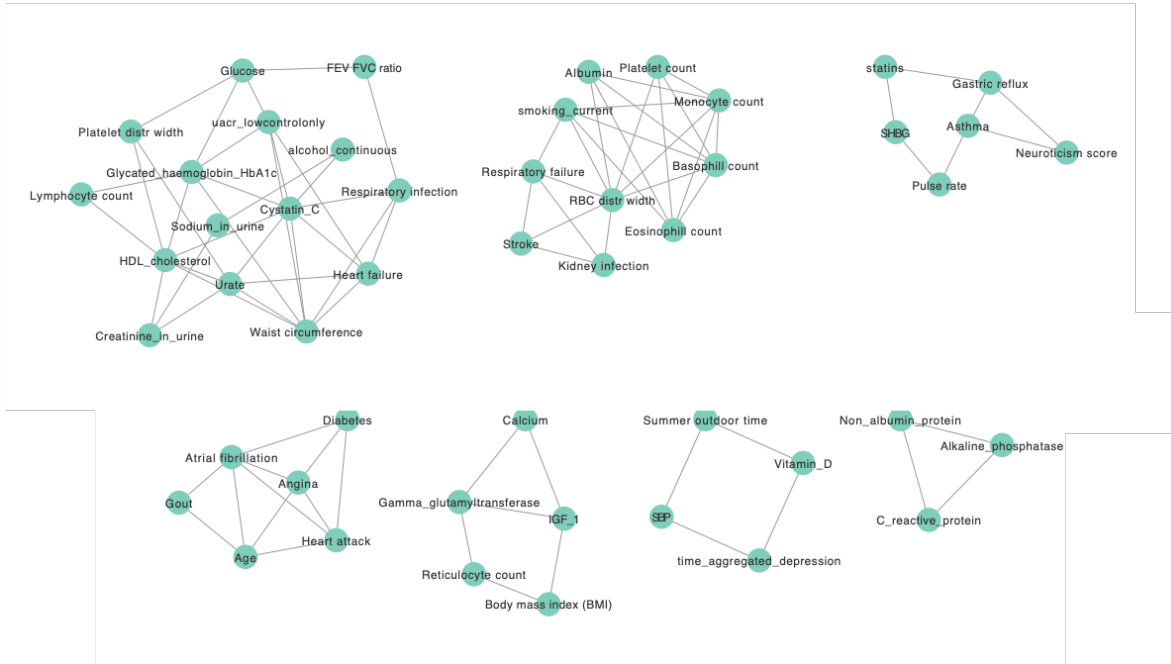 Glucose
FEV FVC ratio
Platelet distr width
uacr_lowcontrolonly
alcohol_continuous
Glycated_haemoglobin_HbA1c
Lymphocyte count
Respiratory infection
Cystatin_C
Sodium_in_urine
HDL_cholesterol
Urate
Heart failure
Creatinine_in_urine
Waist circumference
Albumin
Platelet count
smoking_current
Monocyte count
Respiratory failure
Basophill count
RBC distr width
Eosinophill count
Stroke
Kidney infection
statins
Gastric reflux
SHBG
Asthma
Neuroticism score
Pulse rate
Diabetes
Atrial fibrillation
Angina
Gout
Heart attack
Age
Calcium
Gamma_glutamyltransferase
IGF_1
Reticulocyte count
Body mass index (BMI)
Summer outdoor time
Vitamin_D
SBP
time_aggregated_depression
Non_albumin_protein
Alkaline_phosphatase
C_reactive_protein